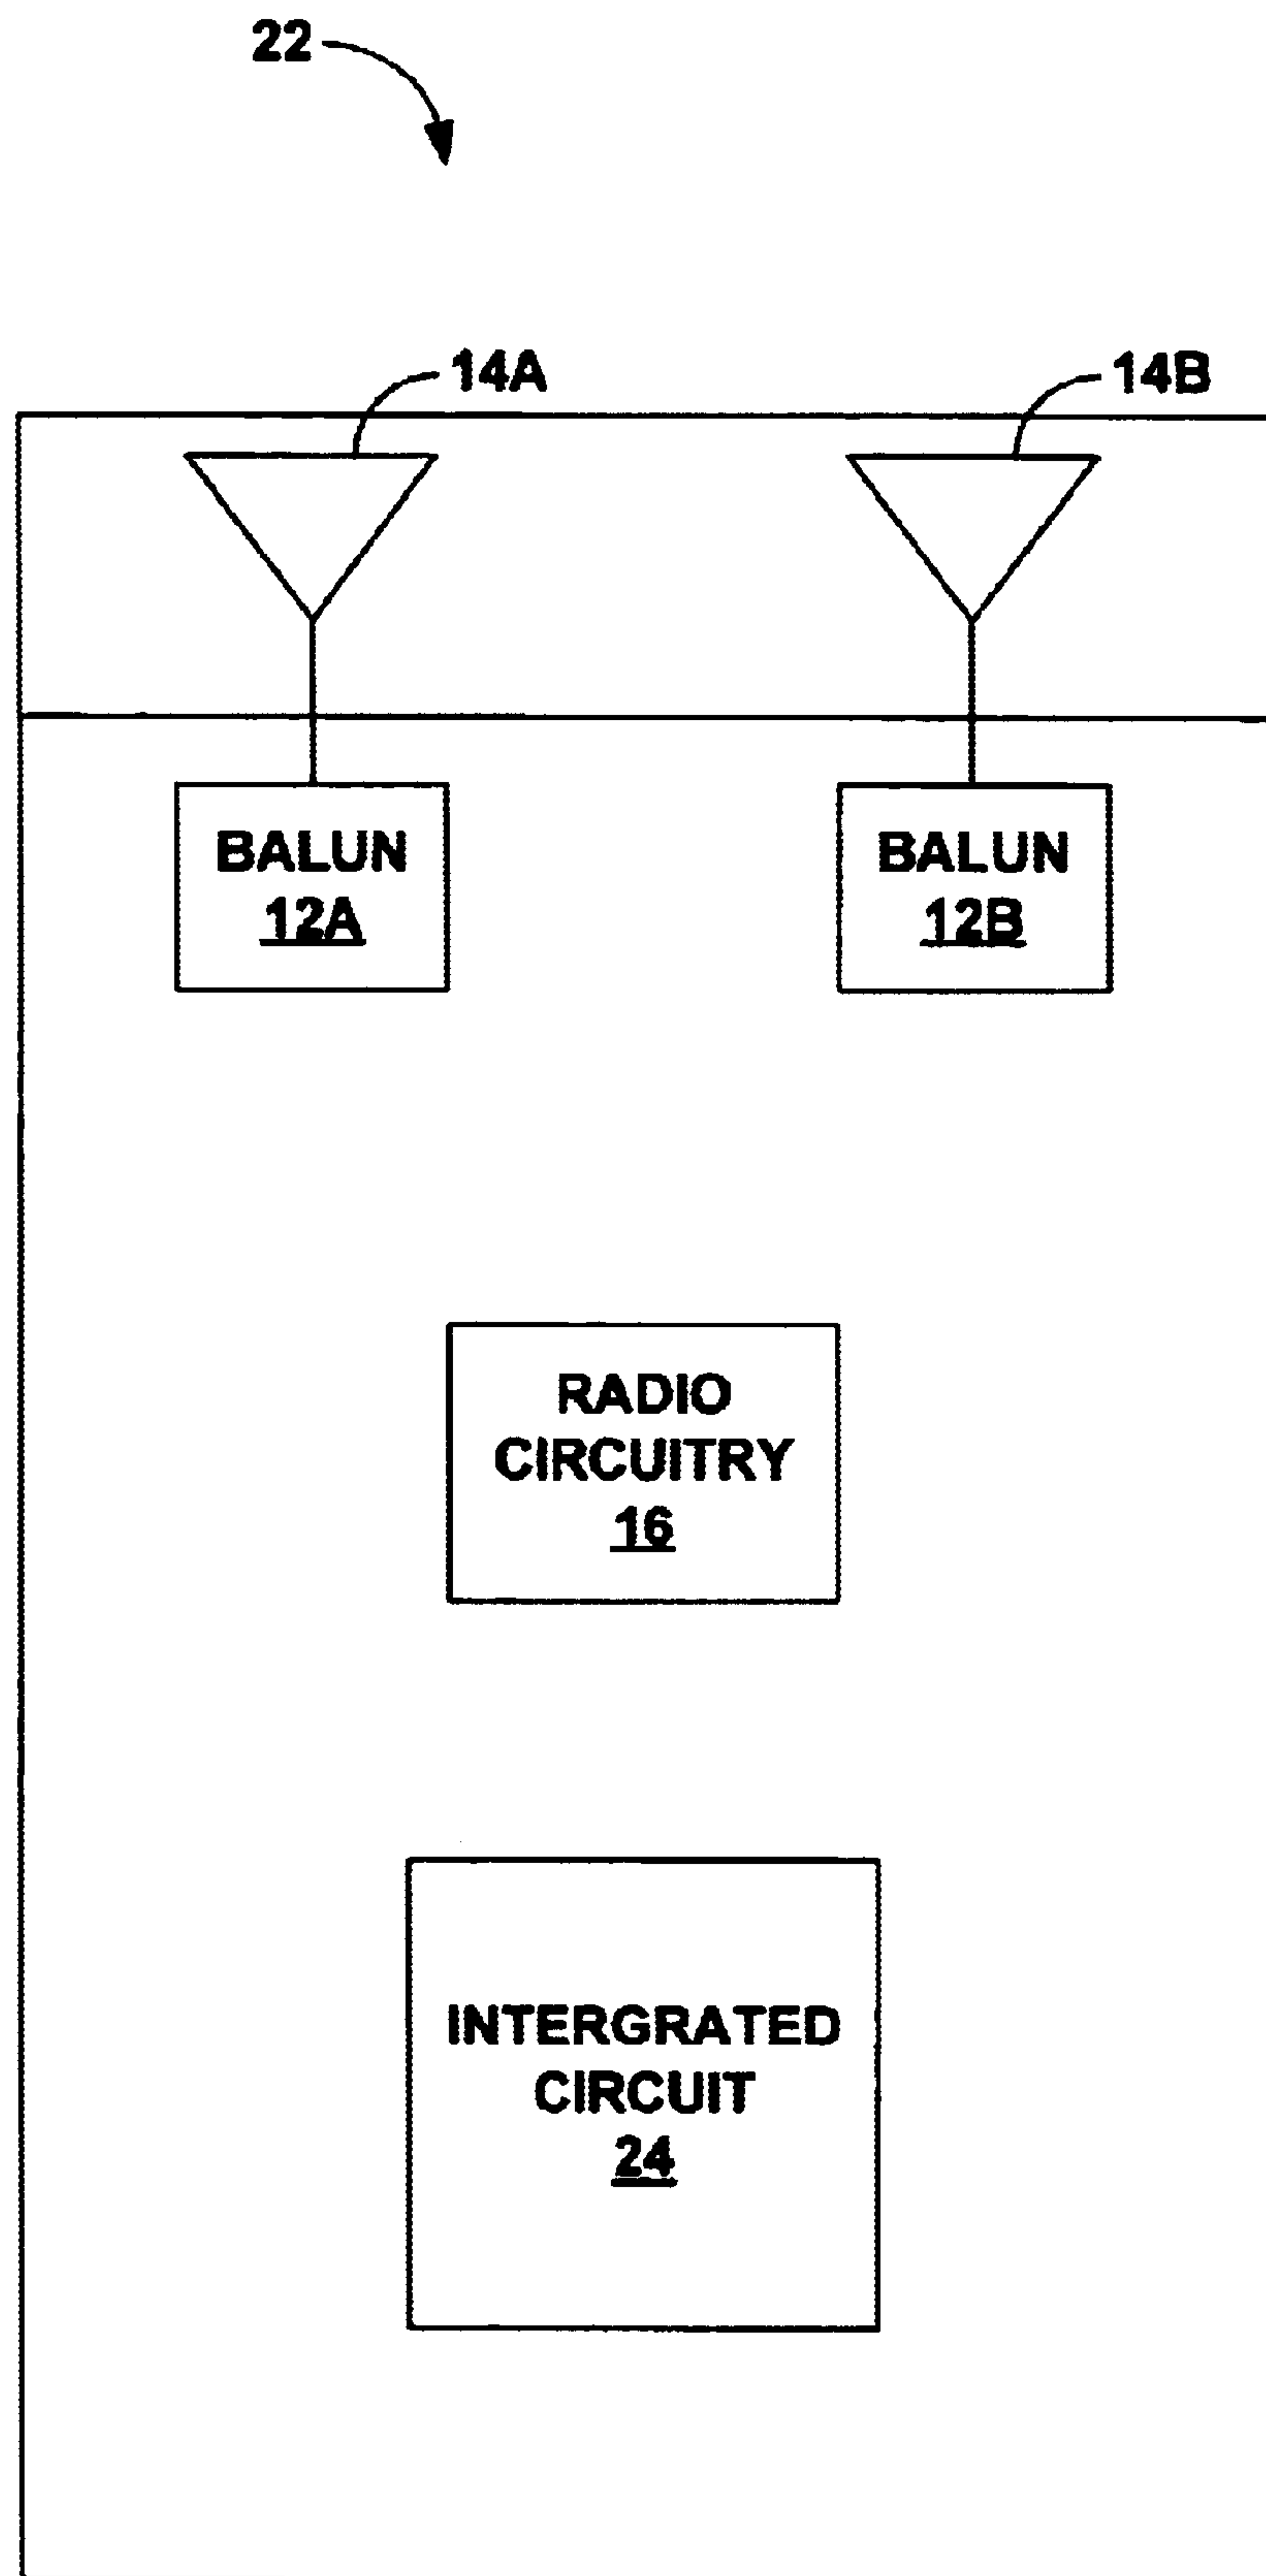 22
14A
14B
BALUN
12A
BALUN
12B
RADIO
CIRCUITRY
16
INTERGRATED
CIRCUIT
24